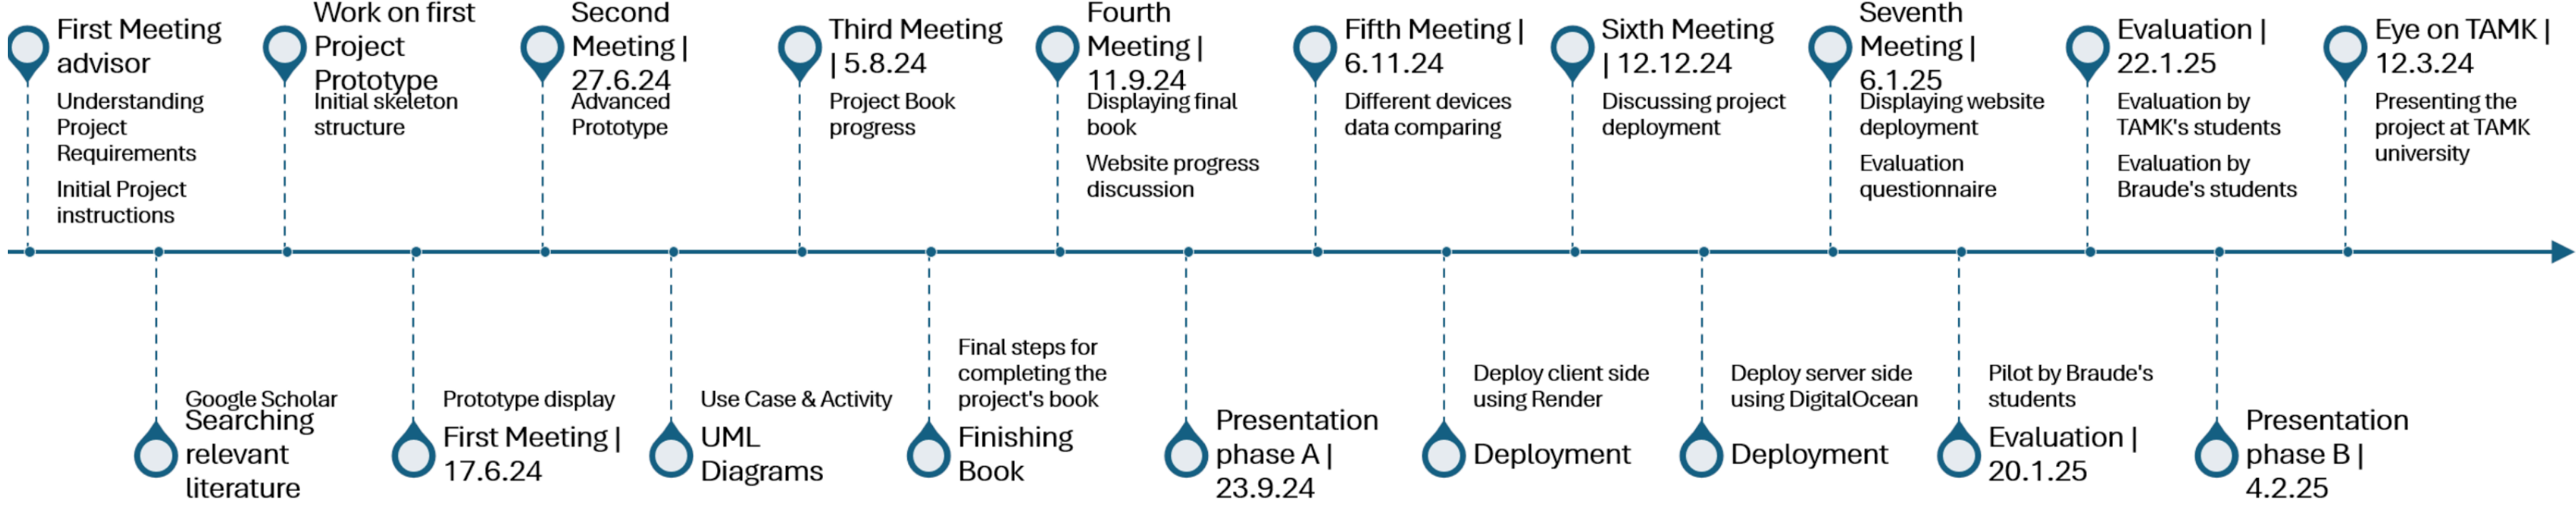 First Meeting
advisor
Understanding
Project
Requirements
Initial Project
instructions
Google Scholar
Searching
relevant
literature
Work on first
Project
Prototype
Initial skeleton
structure
Prototype display
First Meeting |
17.6.24
Second
Meeting |
27.6.24
Advanced
Prototype
Use Case & Activity
UML
Diagrams
Third Meeting
| 5.8.24
Project Book
progress
Final steps for
completing the
project's book
Finishing
Book
Fourth
Meeting |
11.9.24
Displaying final
book
Website progress
discussion
Presentation
phase A |
23.9.24
Fifth Meeting |
6.11.24
Different devices
data comparing
Deploy client side
using Render
Deployment
Sixth Meeting
| 12.12.24
Discussing project
deployment
Deploy server side
using DigitalOcean
Deployment
Seventh
Meeting |
6.1.25
Displaying website
deployment
Evaluation
questionnaire
Pilot by Braude's
students
Evaluation |
20.1.25
Evaluation |
22.1.25
Evaluation by
TAMK's students
Evaluation by
Braude's students
Presentation
phase B |
4.2.25
Eye on TAMK |
12.3.24
Presenting the
project at TAMK
university